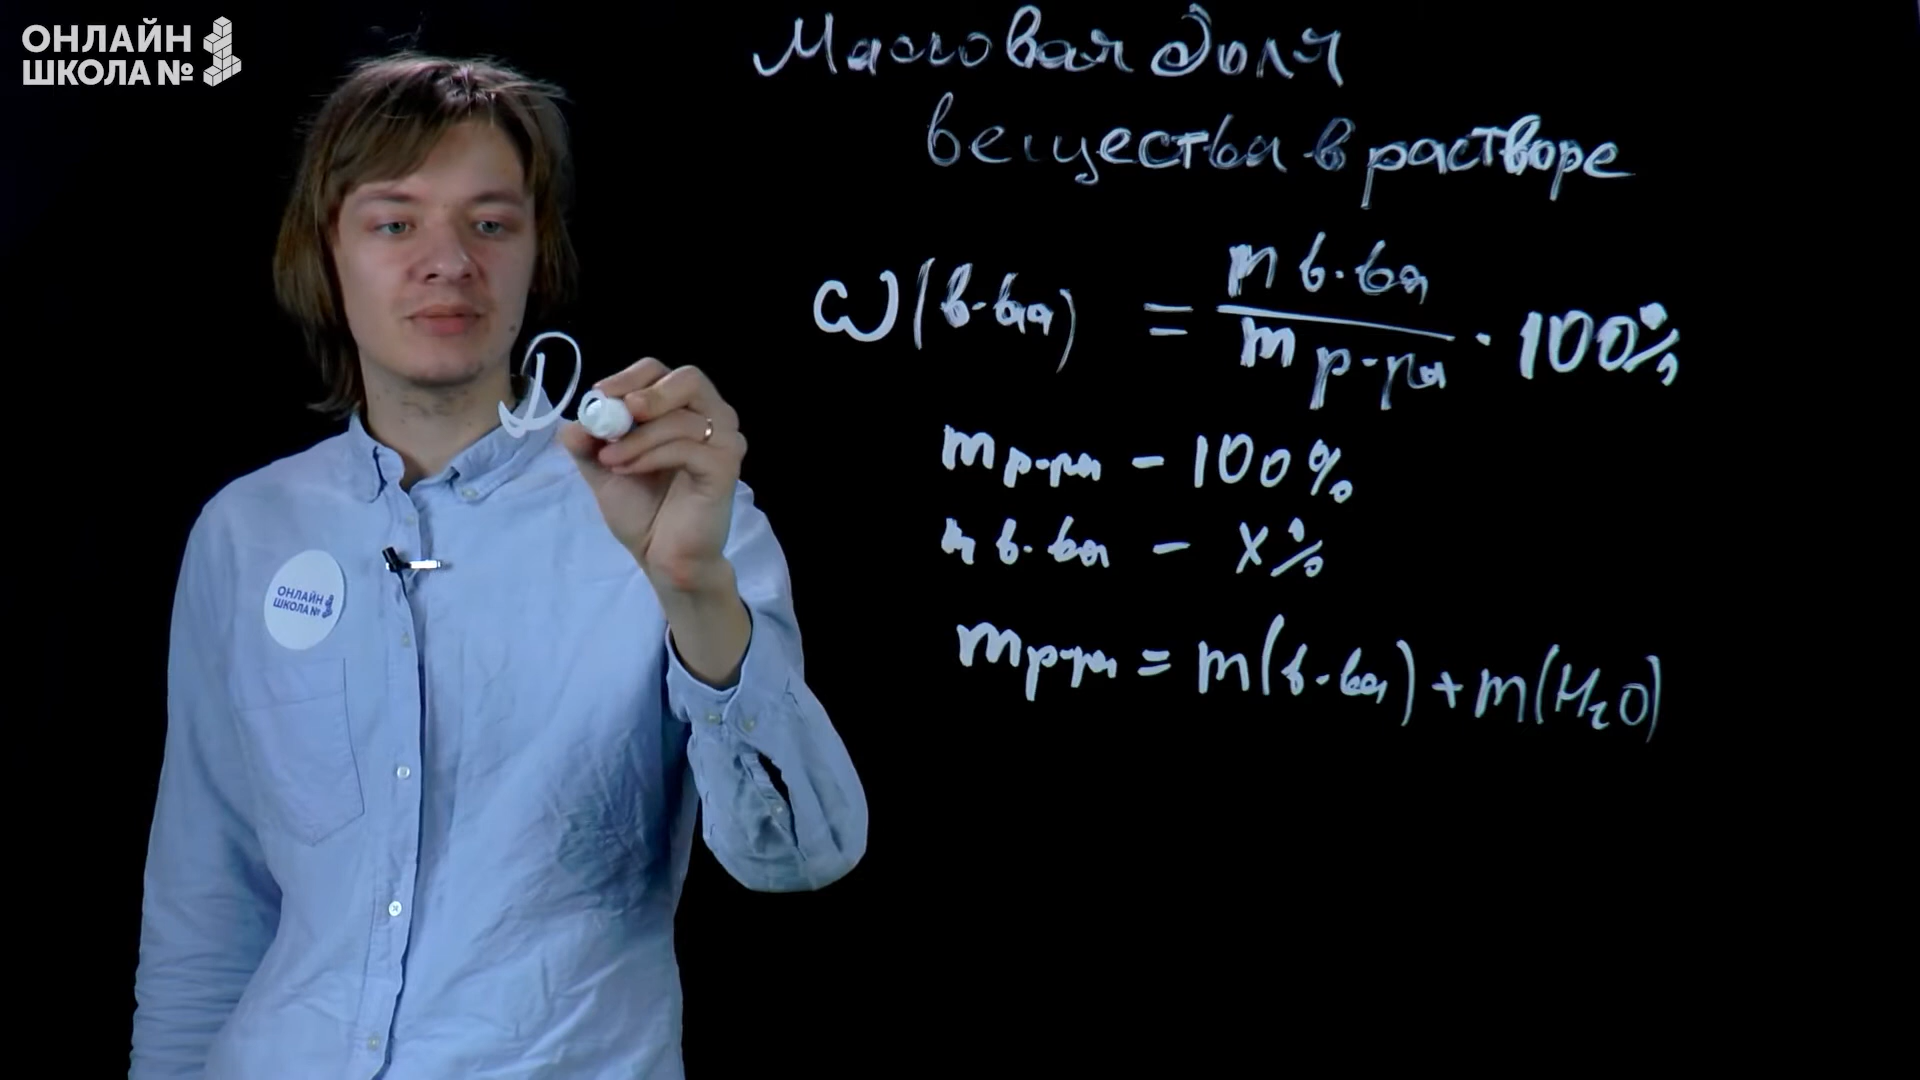 ОНЛАЙН
ШКОЛА №
Массовая доля
вещества в растворе
ω(в-ва) = m в-ва / m р-ра · 100%
m р-ра - 100%
m в-ва - x%
m р-ра = m(в-ва) + m(H₂O)
D
ОНЛАЙН
ШКОЛА №